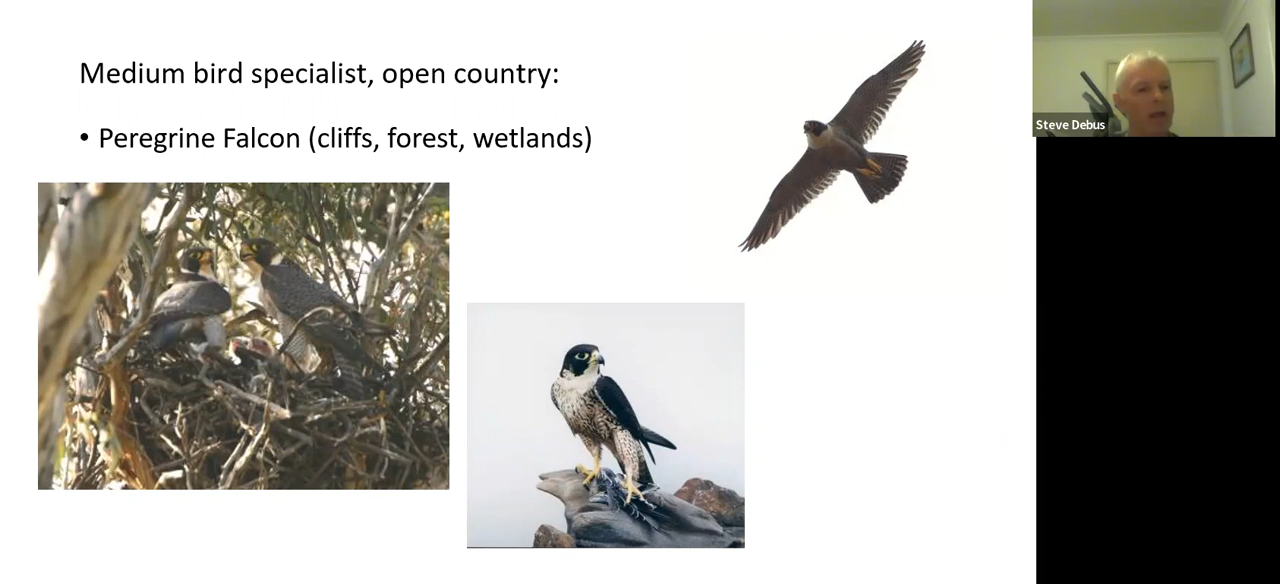 Medium bird specialist, open country:
• Peregrine Falcon (cliffs, forest, wetlands)
Steve Debus